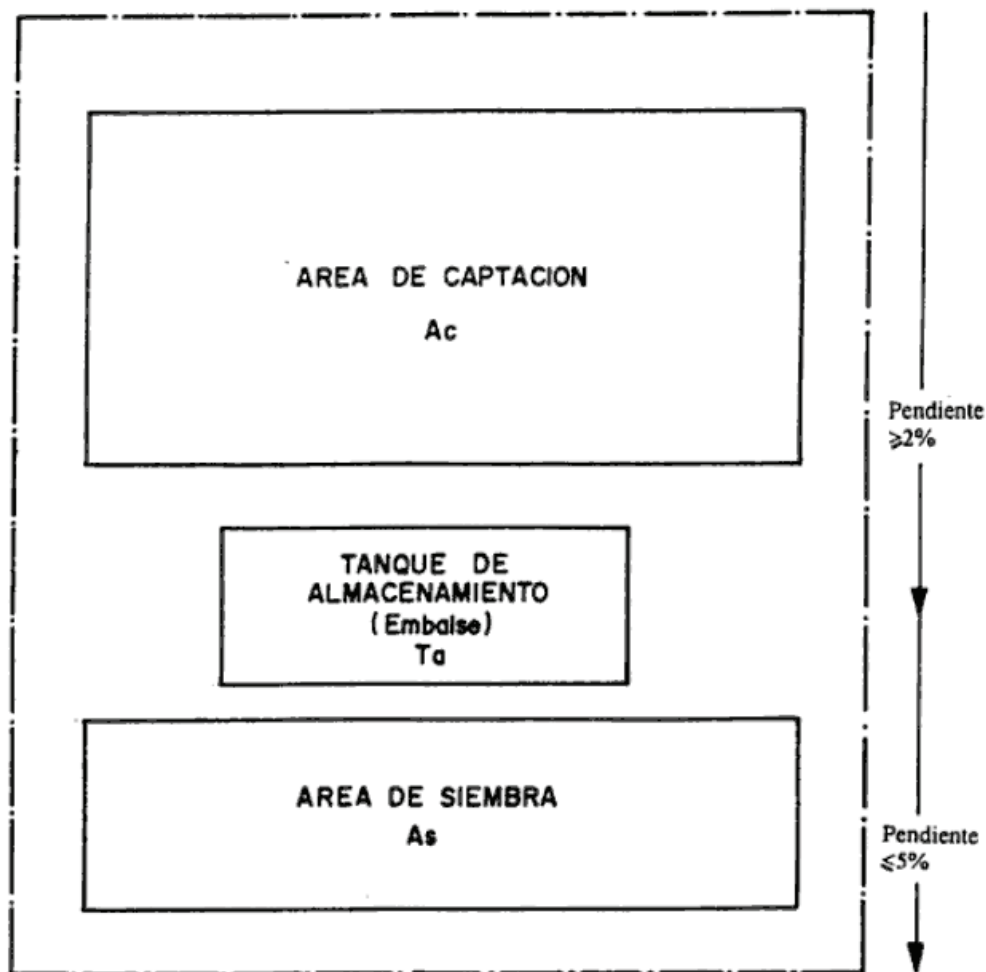 AREA DE CAPTACION
Ac
Pendiente
⩾2%
TANQUE DE
ALMACENAMIENTO
(Embalse)
Ta
AREA DE SIEMBRA
As
Pendiente
⩽5%